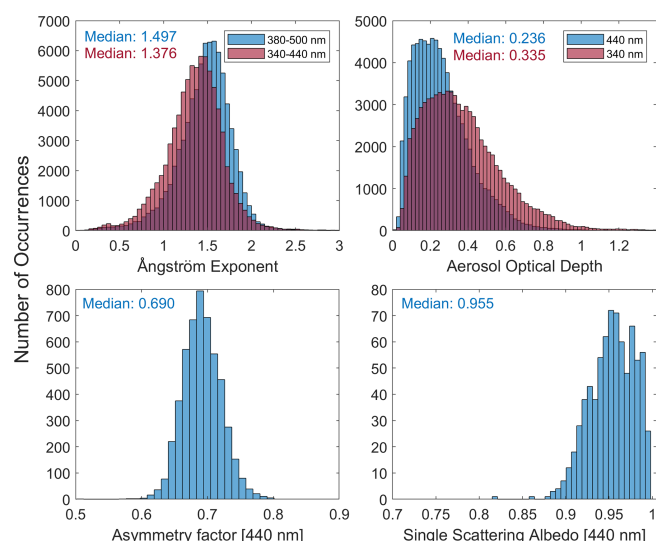 Number of Occurrences
7000
6000
5000
4000
3000
2000
1000
0
Median: 1.497
Median: 1.376
380-500 nm
340-440 nm
0 0.5 1 1.5 2 2.5 3
Ångström Exponent
5000
4000
3000
2000
1000
0
Median: 0.236
Median: 0.335
440 nm
340 nm
0 0.2 0.4 0.6 0.8 1 1.2
Aerosol Optical Depth
800
700
600
500
400
300
200
100
0
Median: 0.690
0.5 0.6 0.7 0.8 0.9
Asymmetry factor [440 nm]
80
70
60
50
40
30
20
10
0
Median: 0.955
0.7 0.75 0.8 0.85 0.9 0.95 1
Single Scattering Albedo [440 nm]